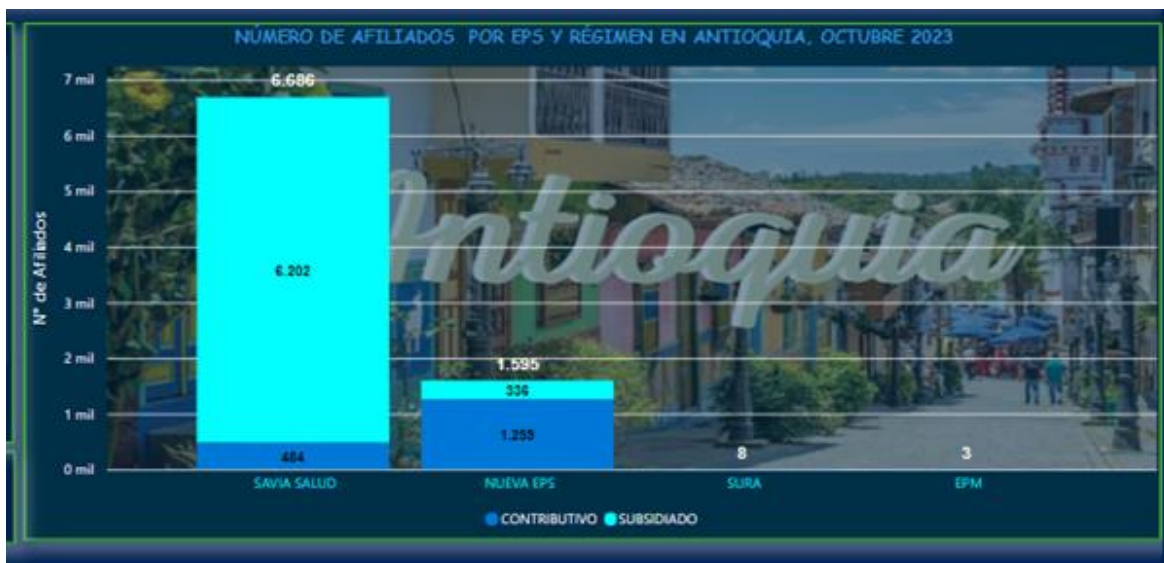 NÚMERO DE AFILIADOS POR EPS Y RÉGIMEN EN ANTIOQUIA, OCTUBRE 2023
N° de Afiliados
7 mil
6 mil
5 mil
4 mil
3 mil
2 mil
1 mil
0 mil
6.686
6.202
484
1.595
336
1.259
8
3
Antioquia
SAVIA SALUD NUEVA EPS SURA EPM
CONTRIBUTIVO SUBSIDIADO